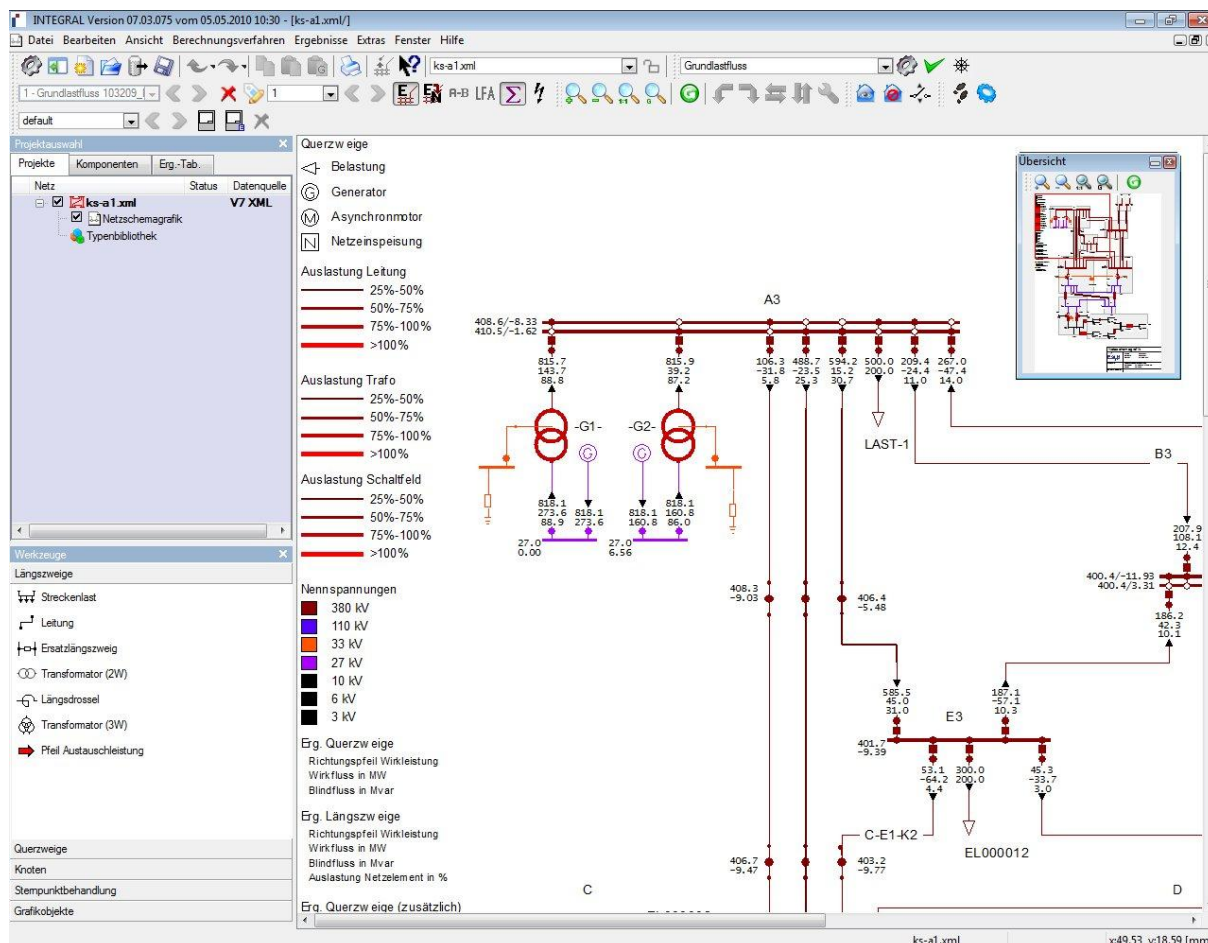 INTEGRAL Version 07.03.075 vom 05.05.2010 10:30 - [ks-a1.xml/]
Datei Bearbeiten Ansicht Berechnungsverfahren Ergebnisse Extras Fenster Hilfe
ks-a1.xml
Grundlastfluss
1 - Grundlastfluss 103209_
1
A-B LFA
default
Projektauswahl
Projekte Komponenten Erg.-Tab.
Netz Status Datenquelle
ks-a1.xml V7 XML
Netzschemagrafik
Typenbibliothek
Werkzeuge
Längszweige
Streckenlast
Leitung
Ersatzlängszweig
Transformator (2W)
Längsdrossel
Transformator (3W)
Pfeil Austauschleistung
Querzweige
Knoten
Sternpunktbehandlung
Grafikobjekte
Querzweige
Belastung
G Generator
M Asynchronmotor
N Netzeinspeisung
Auslastung Leitung
25%-50%
50%-75%
75%-100%
>100%
Auslastung Trafo
25%-50%
50%-75%
75%-100%
>100%
Auslastung Schaltfeld
25%-50%
50%-75%
75%-100%
>100%
Nennspannungen
380 kV
110 kV
33 kV
27 kV
10 kV
6 kV
3 kV
Erg. Querzweige
Richtungspfeil Wirkleistung
Wirkfluss in MW
Blindfluss in Mvar
Erg. Längszweige
Richtungspfeil Wirkleistung
Wirkfluss in MW
Blindfluss in Mvar
Auslastung Netzelement in %
Erg. Querzweige (zusätzlich)
Übersicht
A3
408.6/-8.33
410.5/-1.62
815.7 815.9 106.3 488.7 594.2 500.0 209.4 267.0
143.7 39.2 -31.8 -23.5 15.2 200.0 -24.4 -47.4
88.8 87.2 5.8 25.3 30.7 11.0 14.0
-G1- -G2-
G G
LAST-1
B3
818.1 818.1 818.1 818.1
273.6 273.6 160.8 160.8
88.9 86.0
27.0 27.0
0.00 6.56
207.9
108.1
12.4
400.4/-11.93
400.4/3.31
186.2
42.3
10.1
408.3 406.4
-9.03 -5.48
585.5 187.1
45.0 -57.1
31.0 10.3
E3
401.7
-9.39
53.1 300.0 45.3
-64.2 200.0 -33.7
4.4 3.0
C-E1-K2
EL000012
406.7 403.2
-9.47 -9.77
C D
ks-a1.xml x:49.53, y:18.59 [mm]